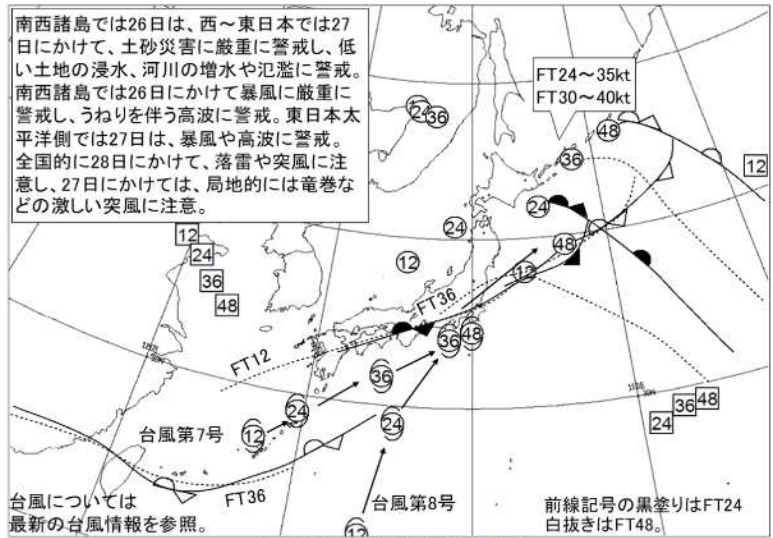 南西諸島では26日は、西～東日本では27
日にかけて、土砂災害に厳重に警戒し、低
い土地の浸水、河川の増水や氾濫に警戒。
南西諸島では26日にかけて暴風に厳重に
警戒し、うねりを伴う高波に警戒。東日本太
平洋側では27日は、暴風や高波に警戒。
全国的に28日にかけて、落雷や突風に注
意し、27日にかけては、局地的には竜巻な
どの激しい突風に注意。
FT24～35kt
FT30～40kt
24
36
48
36
12
24
48
24
12
12
24
36
48
12
FT36
FT12
36
48
36
24
12
24
台風第7号
48
36
24
FT36
台風第8号
12
台風については
最新の台風情報を参照。
前線記号の黒塗りはFT24
白抜きはFT48。